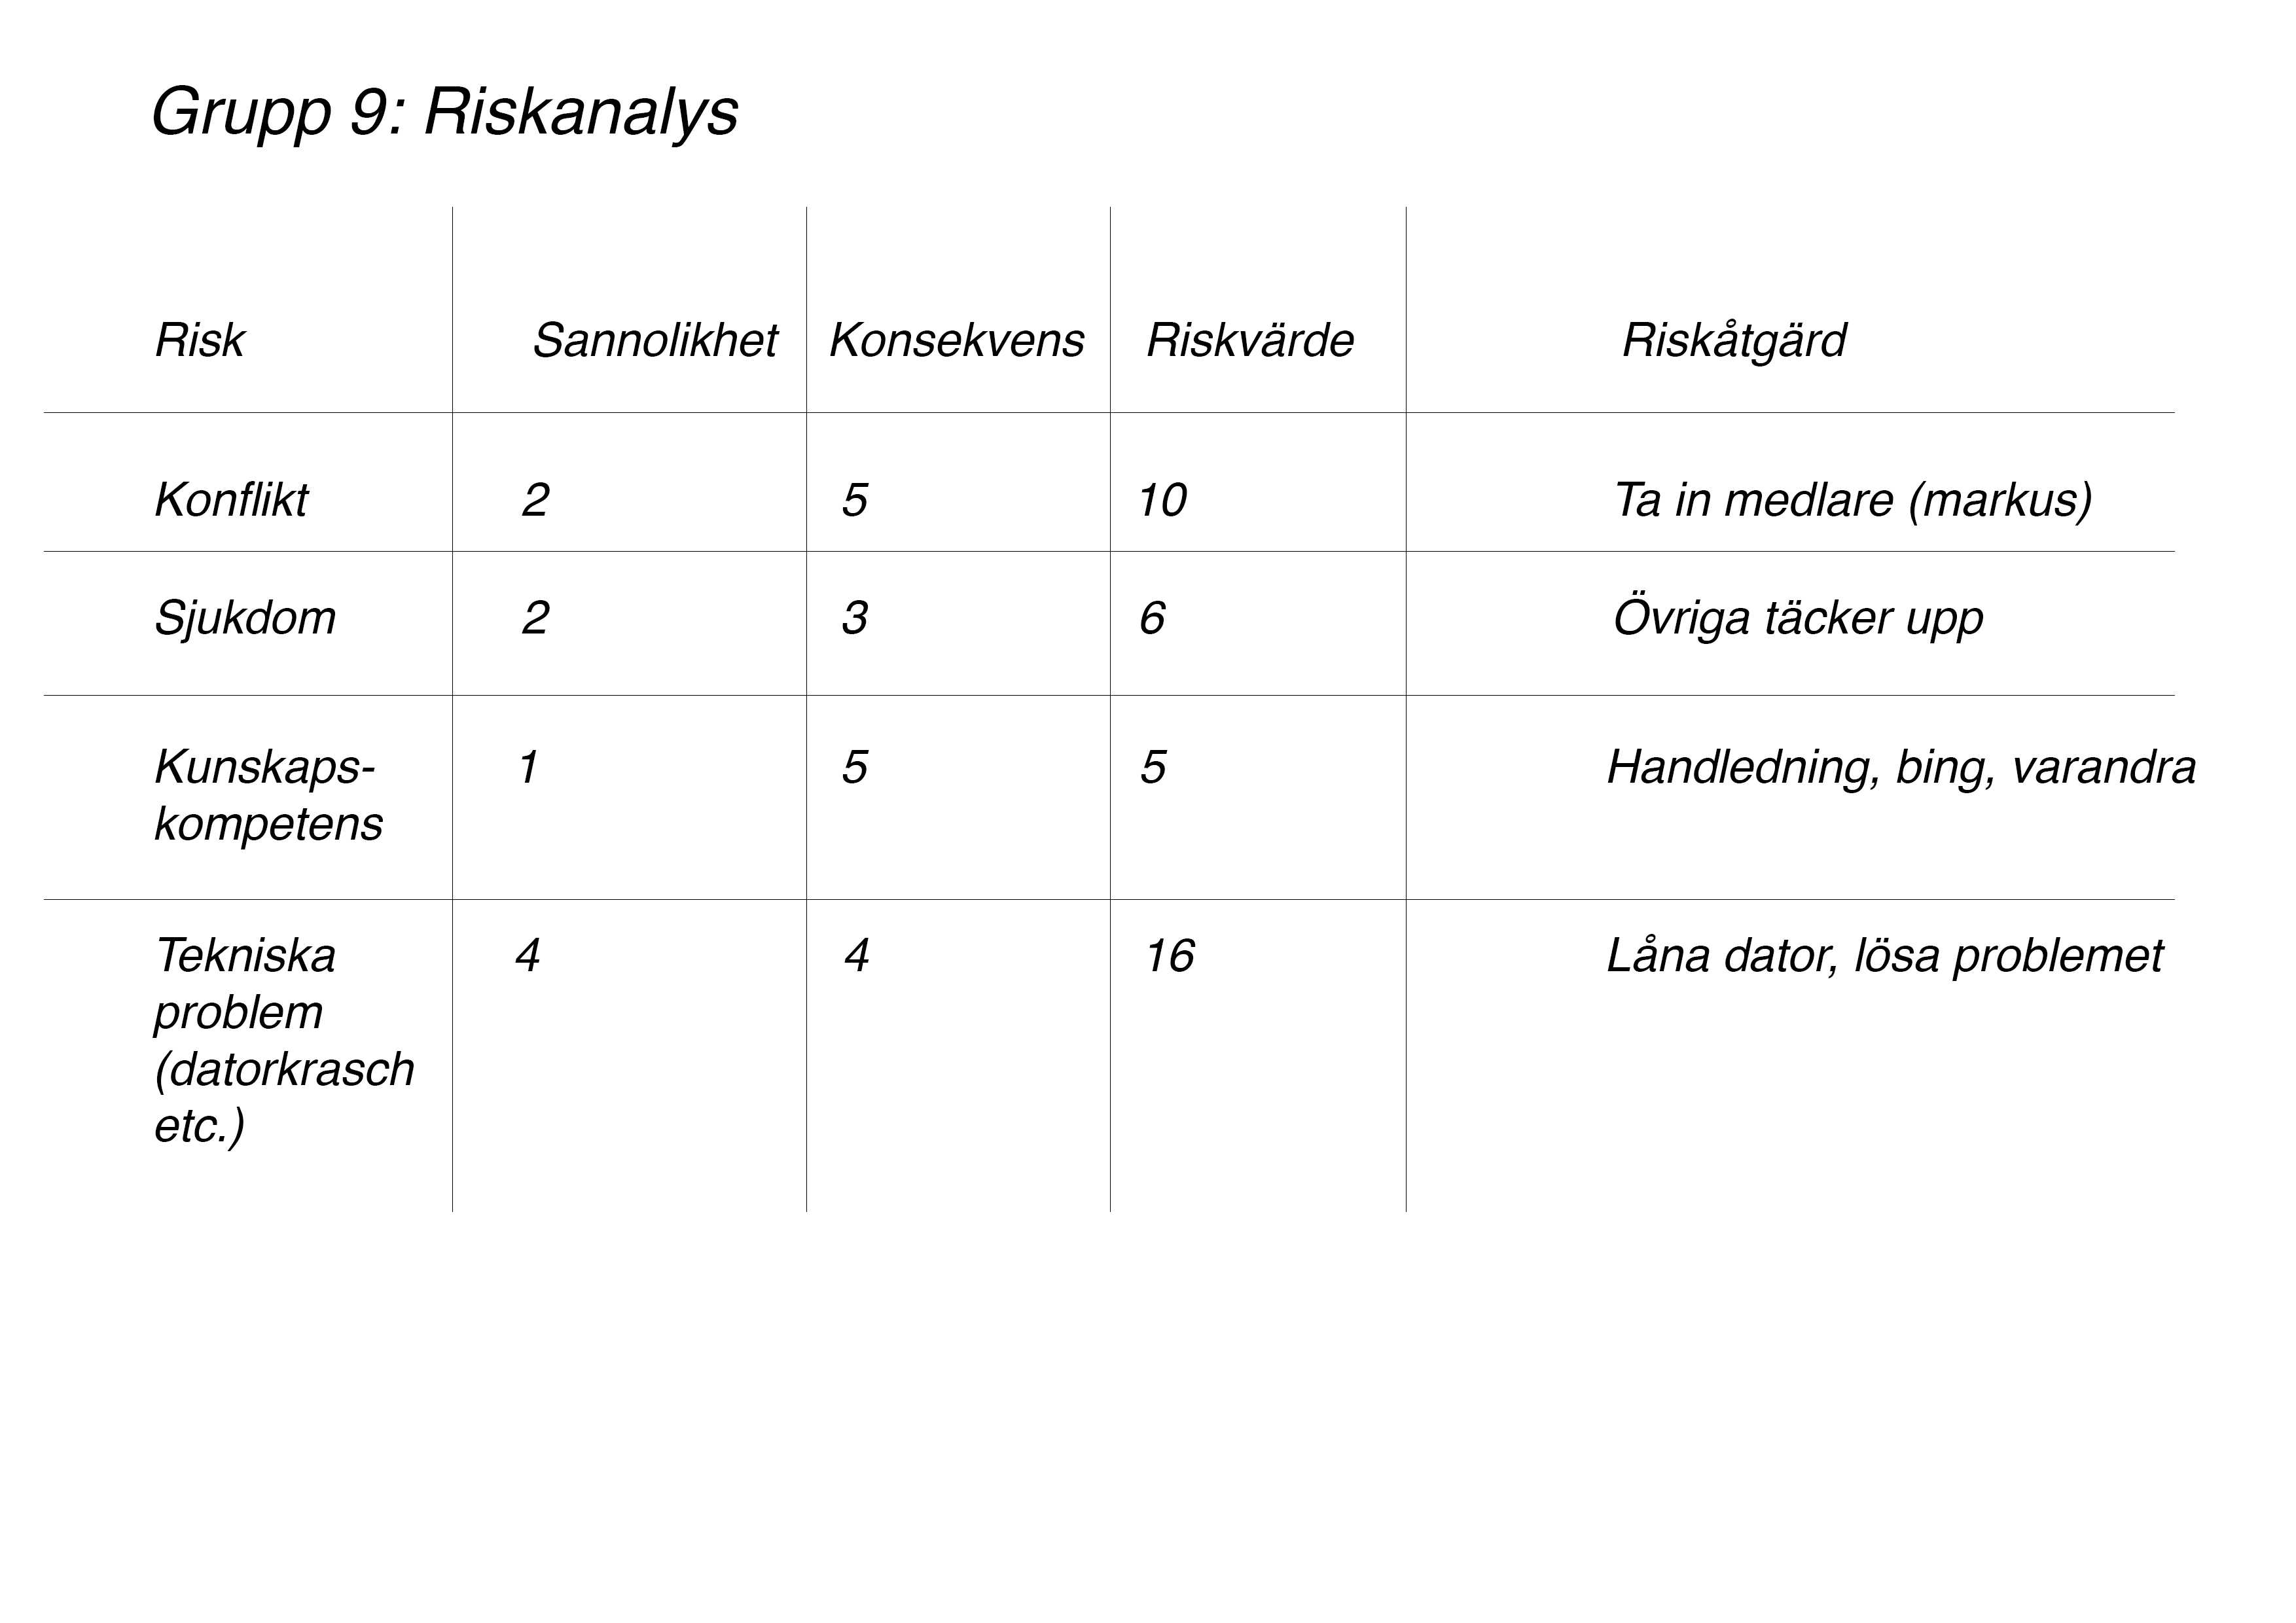 Grupp 9: Riskanalys
Risk Sannolikhet Konsekvens Riskvärde Riskåtgärd
Konflikt 2 5 10 Ta in medlare (markus)
Sjukdom 2 3 6 Övriga täcker upp
Kunskaps- 1 5 5 Handledning, bing, varandra
kompetens
Tekniska 4 4 16 Låna dator, lösa problemet
problem
(datorkrasch
etc.)